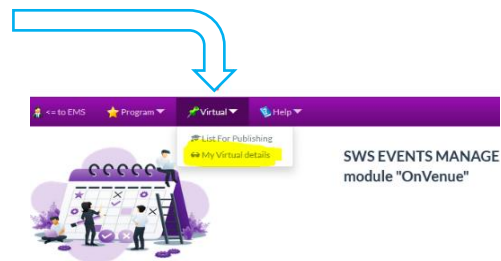 <= to EMS Program Virtual Help
List For Publishing
My Virtual details
SWS EVENTS MANAGE
module "OnVenue"